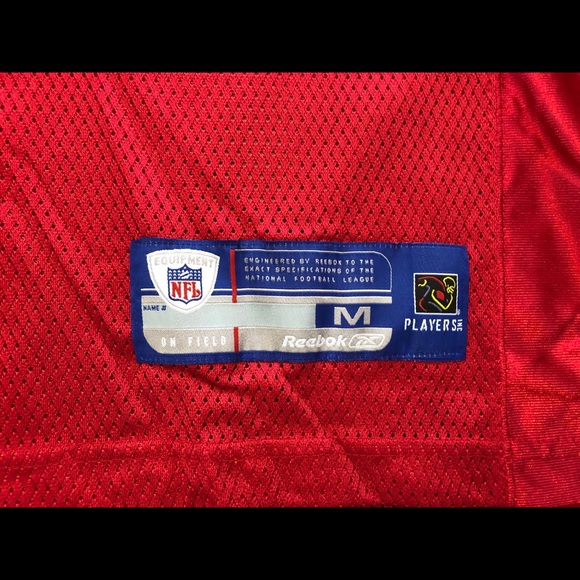 EQUIPMENT
NFL
ENGINEERED BY REEBOK TO THE
EXACT SPECIFICATIONS OF THE
NATIONAL FOOTBALL LEAGUE
NAME #
M
ON FIELD
Reebok
PLAYERS INC